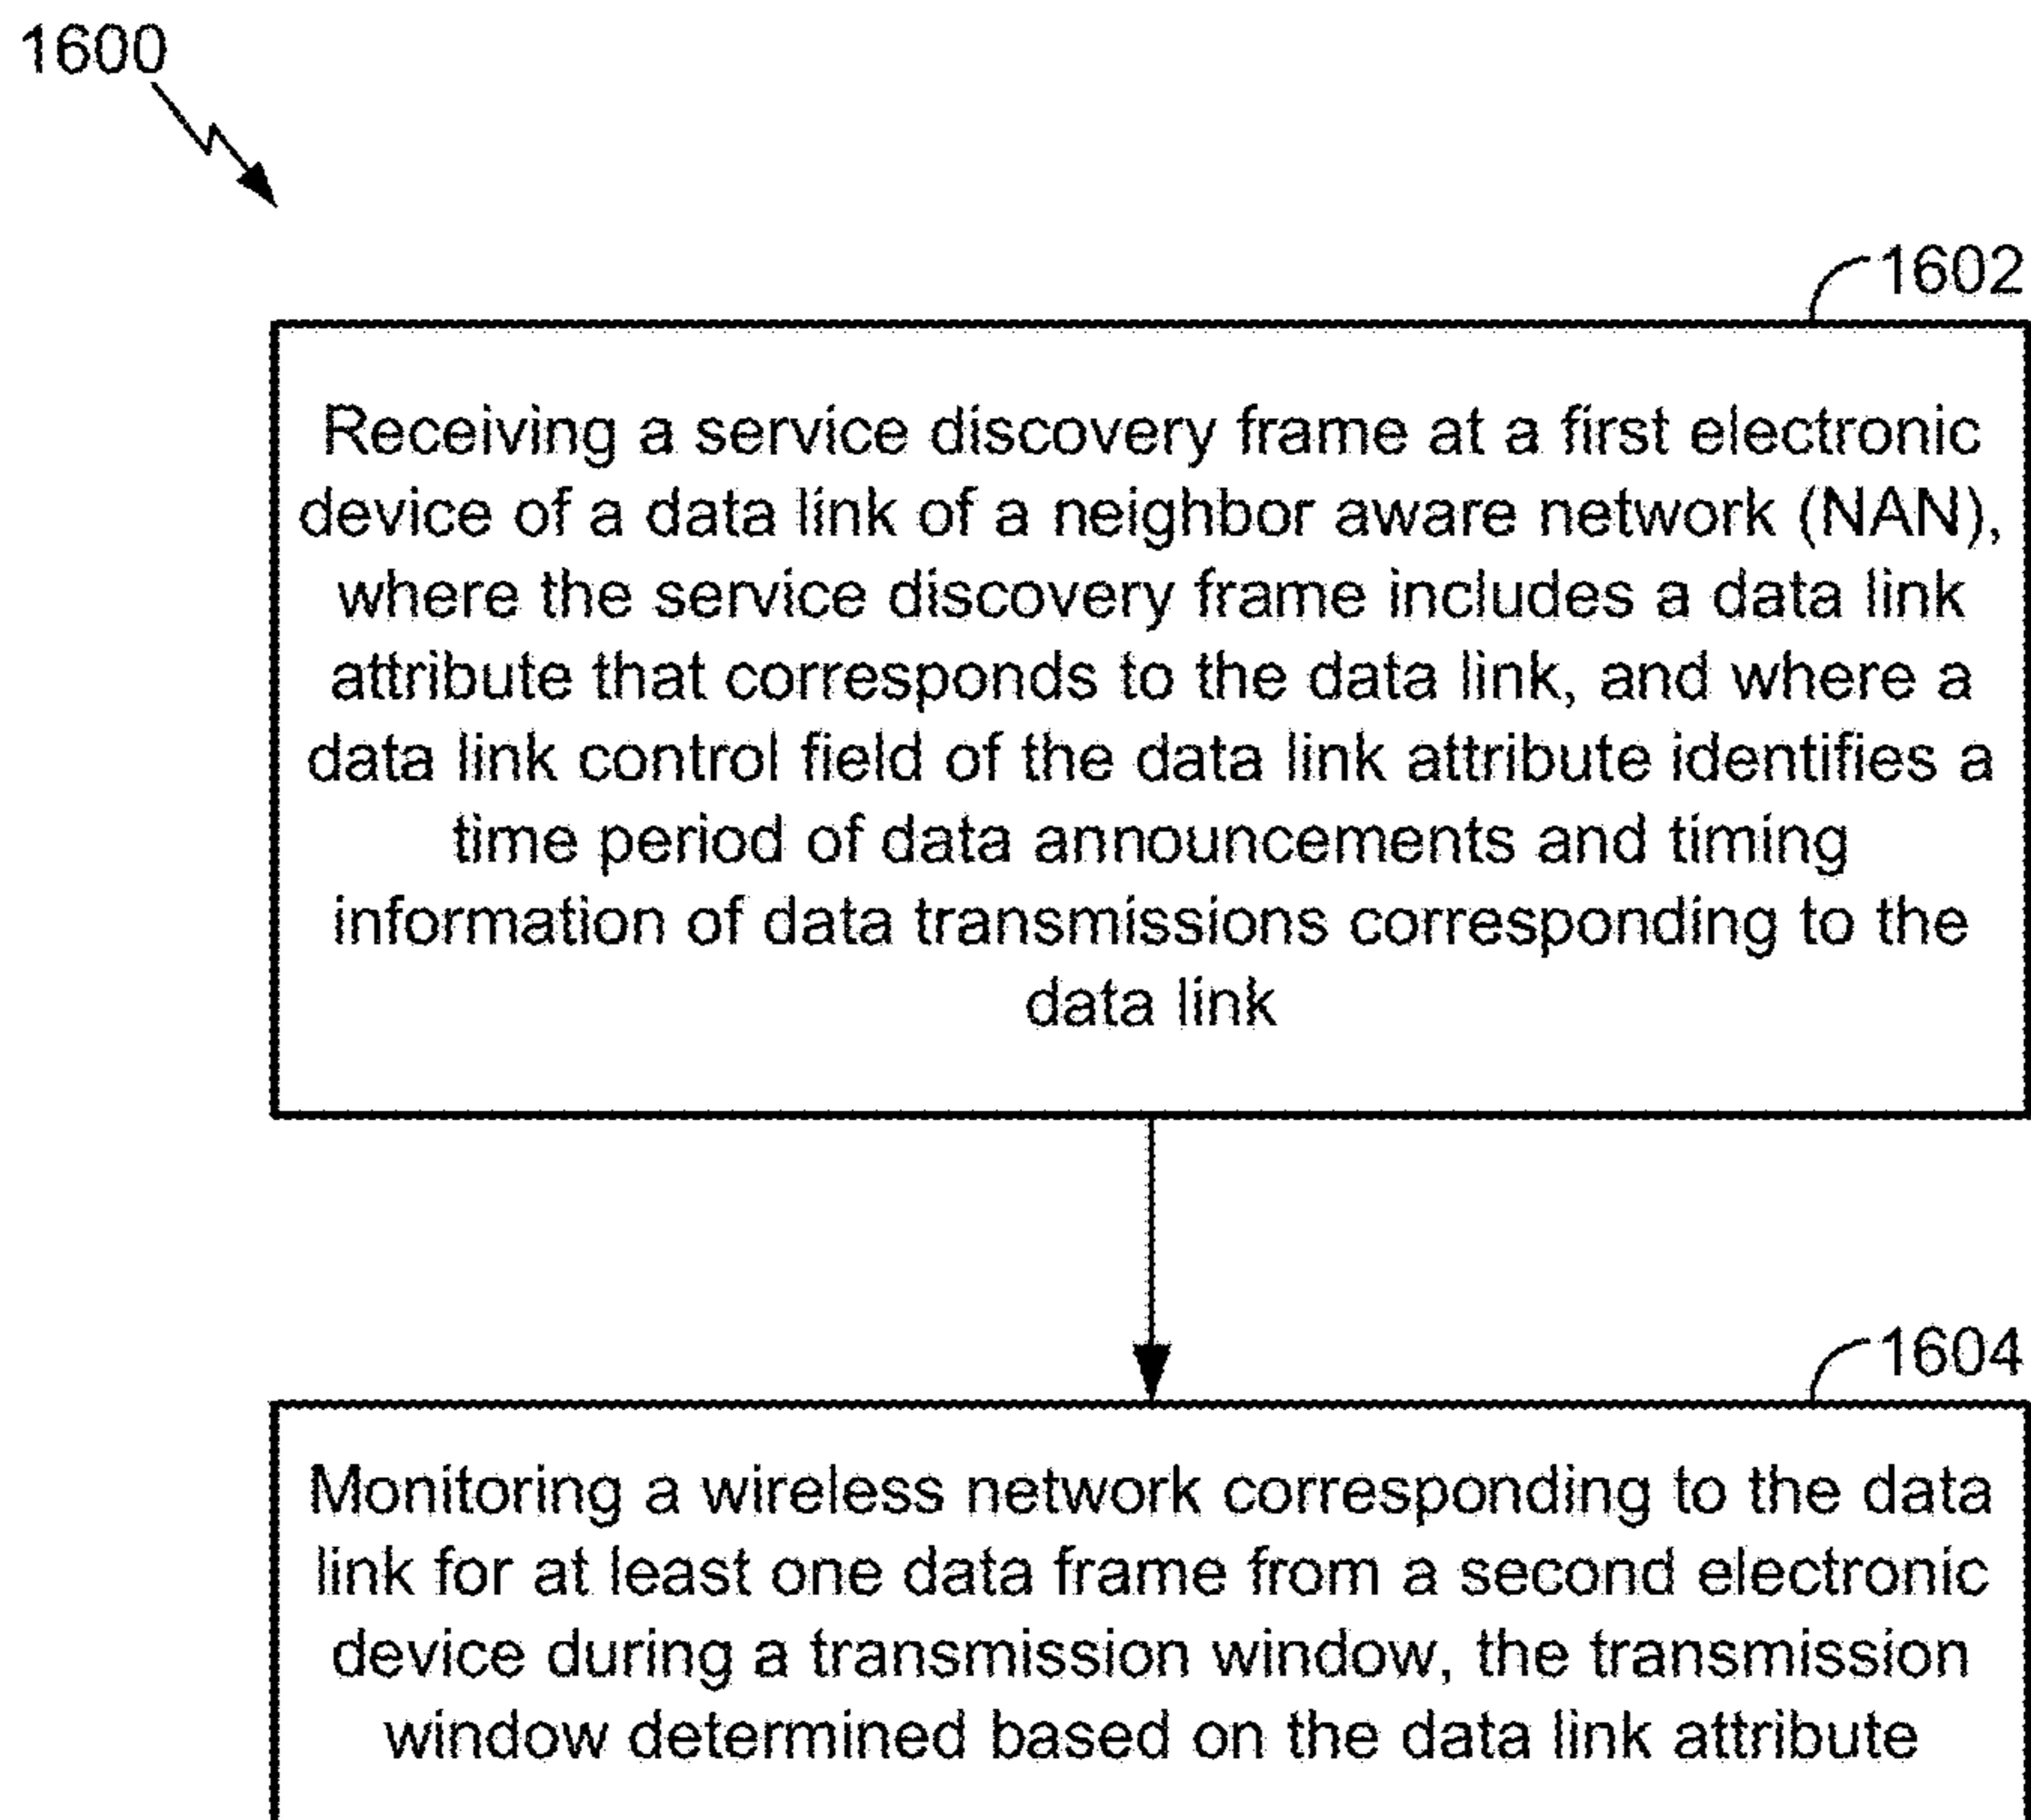 1600
1602
Receiving a service discovery frame at a first electronic
device of a data link of a neighbor aware network (NAN),
where the service discovery frame includes a data link
attribute that corresponds to the data link, and where a
data link control field of the data link attribute identifies a
time period of data announcements and timing
information of data transmissions corresponding to the
data link
1604
Monitoring a wireless network corresponding to the data
link for at least one data frame from a second electronic
device during a transmission window, the transmission
window determined based on the data link attribute